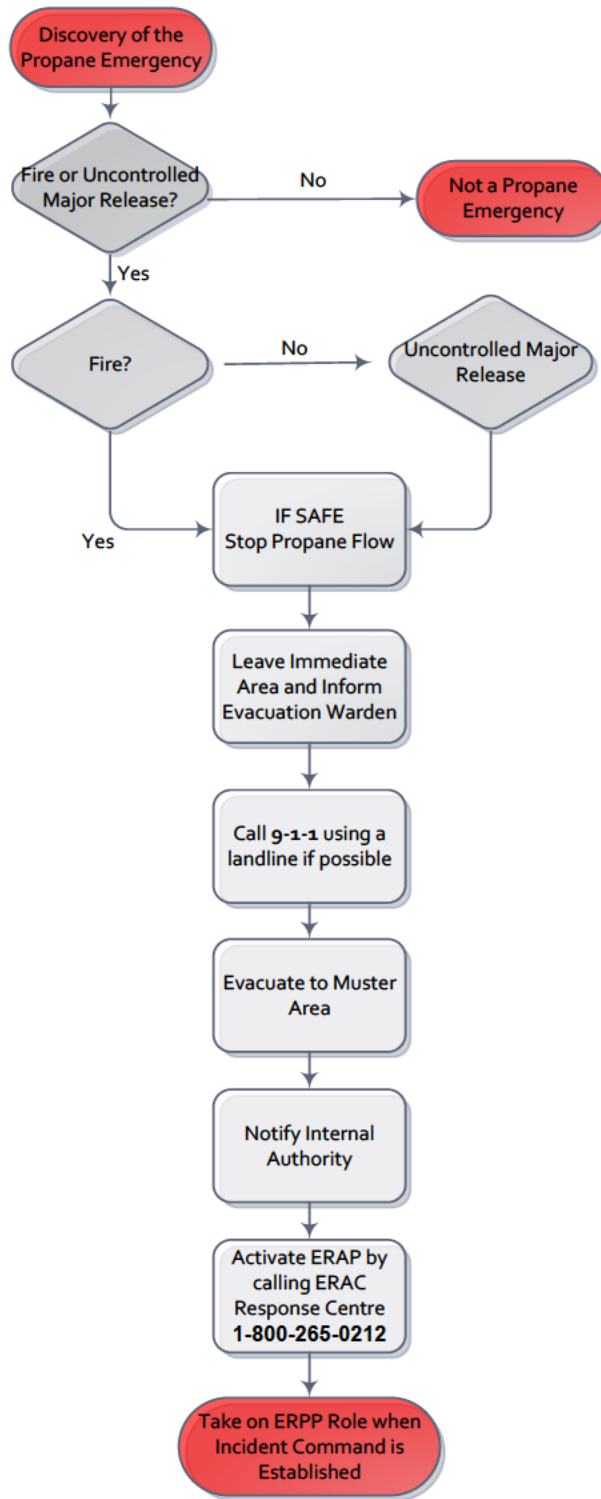 Discovery of the
Propane Emergency
Fire or Uncontrolled
Major Release?
No
Not a Propane
Emergency
Yes
Fire?
No
Uncontrolled Major
Release
Yes
IF SAFE
Stop Propane Flow
Leave Immediate
Area and Inform
Evacuation Warden
Call 9-1-1 using a
landline if possible
Evacuate to Muster
Area
Notify Internal
Authority
Activate ERAP by
calling ERAC
Response Centre
1-800-265-0212
Take on ERPP Role when
Incident Command is
Established